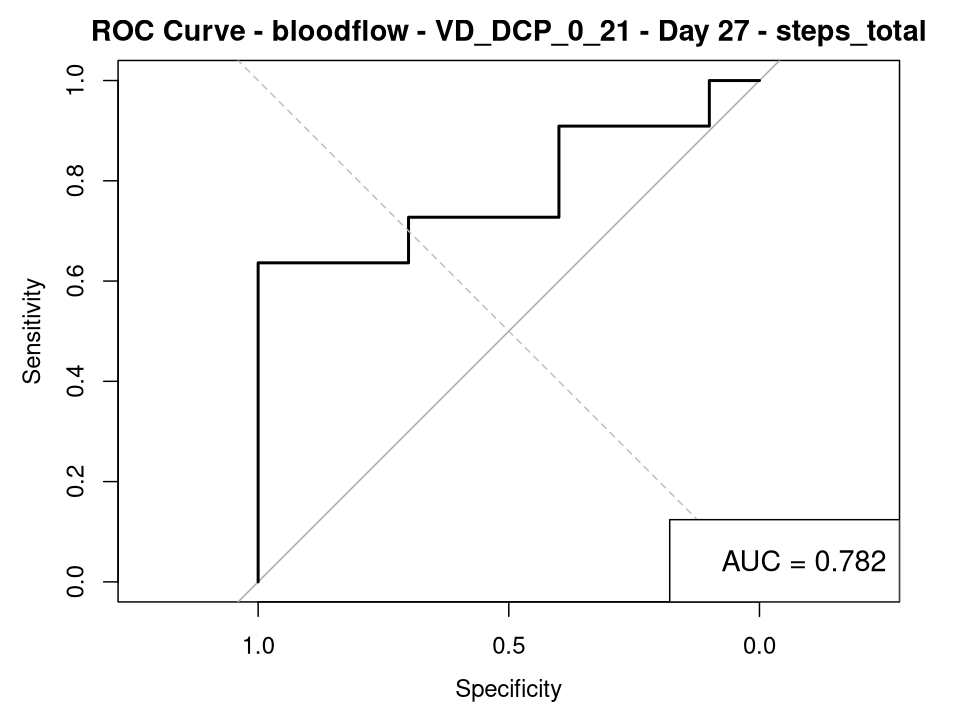 ROC Curve - bloodflow - VD_DCP_0_21 - Day 27 - steps_total
Sensitivity
1.0
0.8
0.6
0.4
0.2
0.0
AUC = 0.782
1.0 0.5 0.0
Specificity